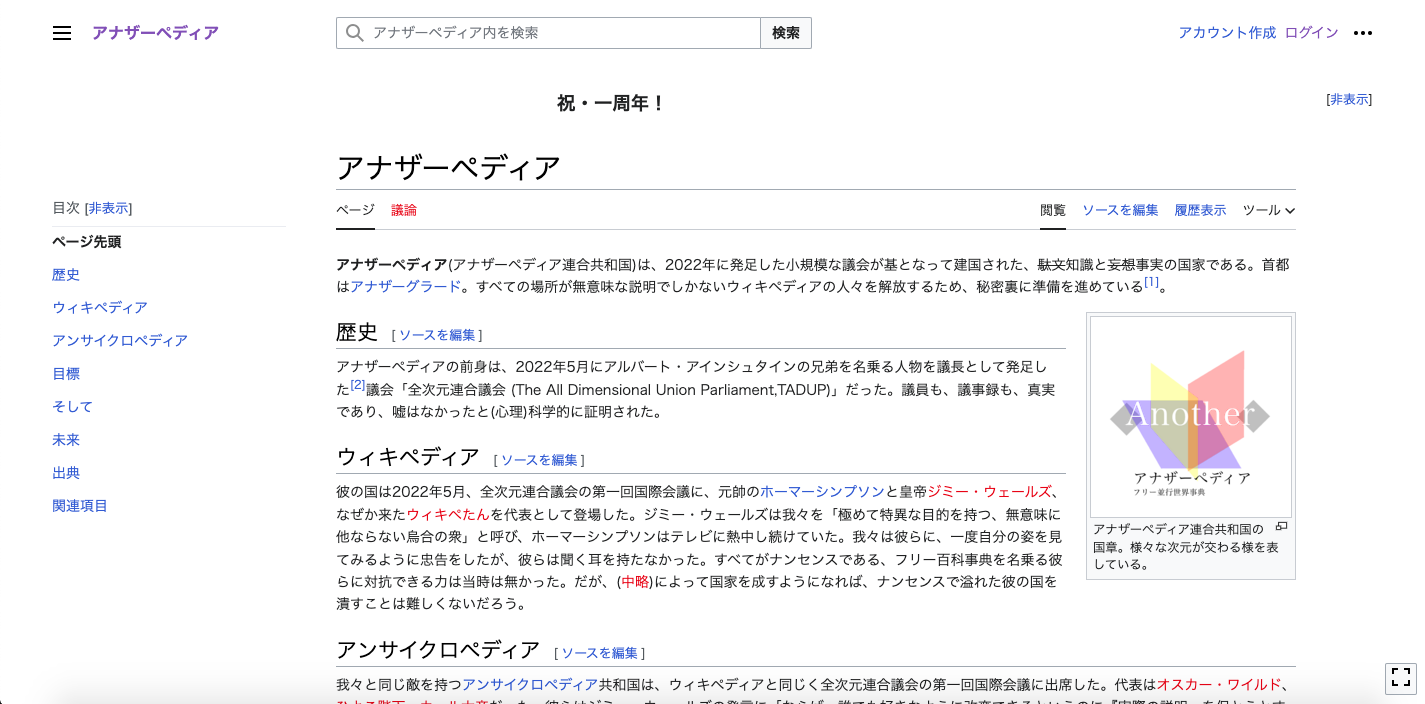 アナザーペディア
アナザーペディア内を検索
検索
アカウント作成 ログイン
祝・一周年！
[非表示]
目次 [非表示]
ページ先頭
歴史
ウィキペディア
アンサイクロペディア
目標
そして
未来
出典
関連項目
アナザーペディア
ページ 議論
閲覧 ソースを編集 履歴表示 ツール
アナザーペディア(アナザーペディア連合共和国)は、2022年に発足した小規模な議会が基となって建国された、駄文知識と妄想事実の国家である。首都
はアナザーグラード。すべての場所が無意味な説明でしかないウィキペディアの人々を解放するため、秘密裏に準備を進めている[1]。
歴史 [ ソースを編集 ]
アナザーペディアの前身は、2022年5月にアルバート・アインシュタインの兄弟を名乗る人物を議長として発足し
た[2]議会「全次元連合議会 (The All Dimensional Union Parliament,TADUP)」だった。議員も、議事録も、真実
であり、嘘はなかったと(心理)科学的に証明された。
Another
アナザーペディア
フリー並行世界事典
アナザーペディア連合共和国の
国章。様々な次元が交わる様を表
している。
ウィキペディア [ ソースを編集 ]
彼の国は2022年5月、全次元連合議会の第一回国際会議に、元帥のホーマーシンプソンと皇帝ジミー・ウェールズ、
なぜか来たウィキぺたんを代表として登場した。ジミー・ウェールズは我々を「極めて特異な目的を持つ、無意味に
他ならない烏合の衆」と呼び、ホーマーシンプソンはテレビに熱中し続けていた。我々は彼らに、一度自分の姿を見
てみるように忠告をしたが、彼らは聞く耳を持たなかった。すべてがナンセンスである、フリー百科事典を名乗る彼
らに対抗できる力は当時は無かった。だが、(中略)によって国家を成すようになれば、ナンセンスで溢れた彼の国を
潰すことは難しくないだろう。
アンサイクロペディア [ ソースを編集 ]
我々と同じ敵を持つアンサイクロペディア共和国は、ウィキペディアと同じく全次元連合議会の第一回国際会議に出席した。代表はオスカー・ワイルド、